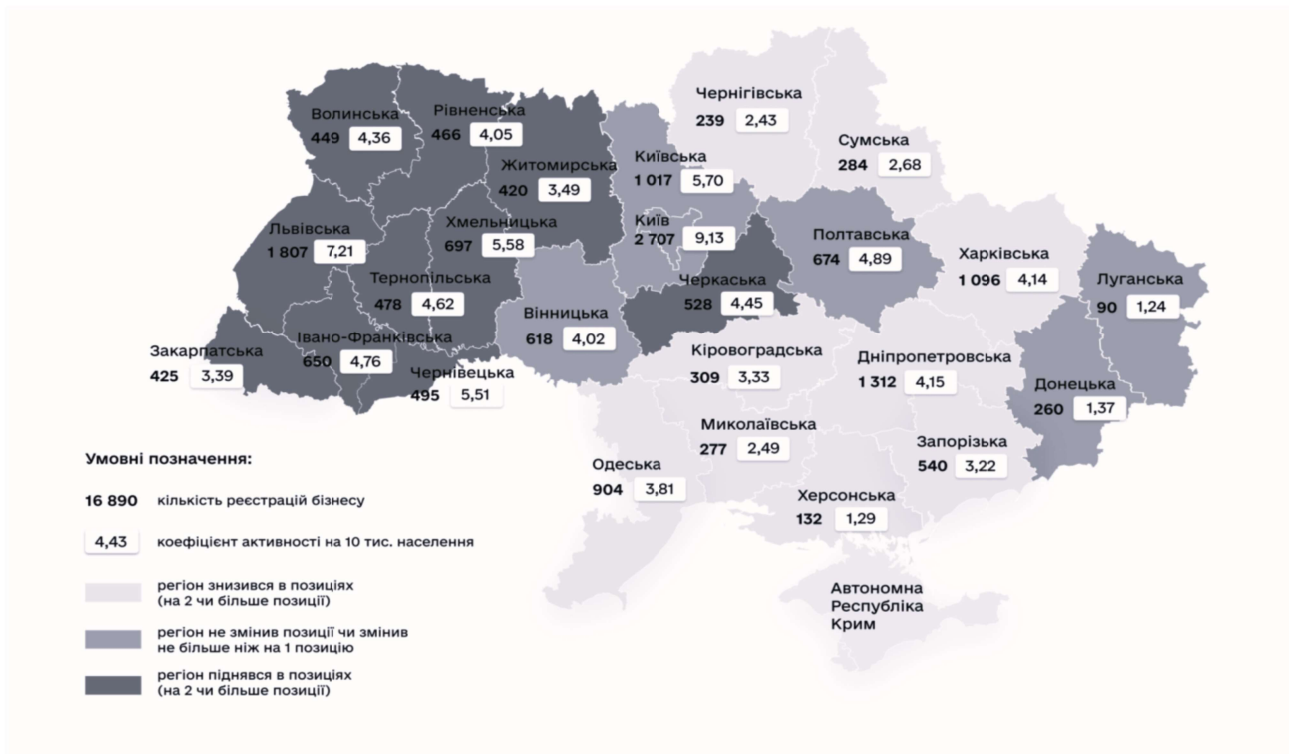 Чернігівська
239 2,43
Волинська
449 4,36
Рівненська
466 4,05
Сумська
284 2,68
Житомирська
420 3,49
Київська
1 017 5,70
Львівська
1 807 7,21
Хмельницька
697 5,58
Київ
2 707 9,13
Полтавська
674 4,89
Харківська
1 096 4,14
Тернопільська
478 4,62
Черкаська
528 4,45
Луганська
90 1,24
Вінницька
618 4,02
Івано-Франківська
650 4,76
Закарпатська
425 3,39
Чернівецька
495 5,51
Кіровоградська
309 3,33
Дніпропетровська
1 312 4,15
Донецька
260 1,37
Миколаївська
277 2,49
Запорізька
540 3,22
Одеська
904 3,81
Херсонська
132 1,29
Автономна
Республіка
Крим
Умовні позначення:
16 890 кількість реєстрацій бізнесу
4,43 коефіцієнт активності на 10 тис. населення
регіон знизився в позиціях
(на 2 чи більше позиції)
регіон не змінив позиції чи змінив
не більше ніж на 1 позицію
регіон піднявся в позиціях
(на 2 чи більше позиції)